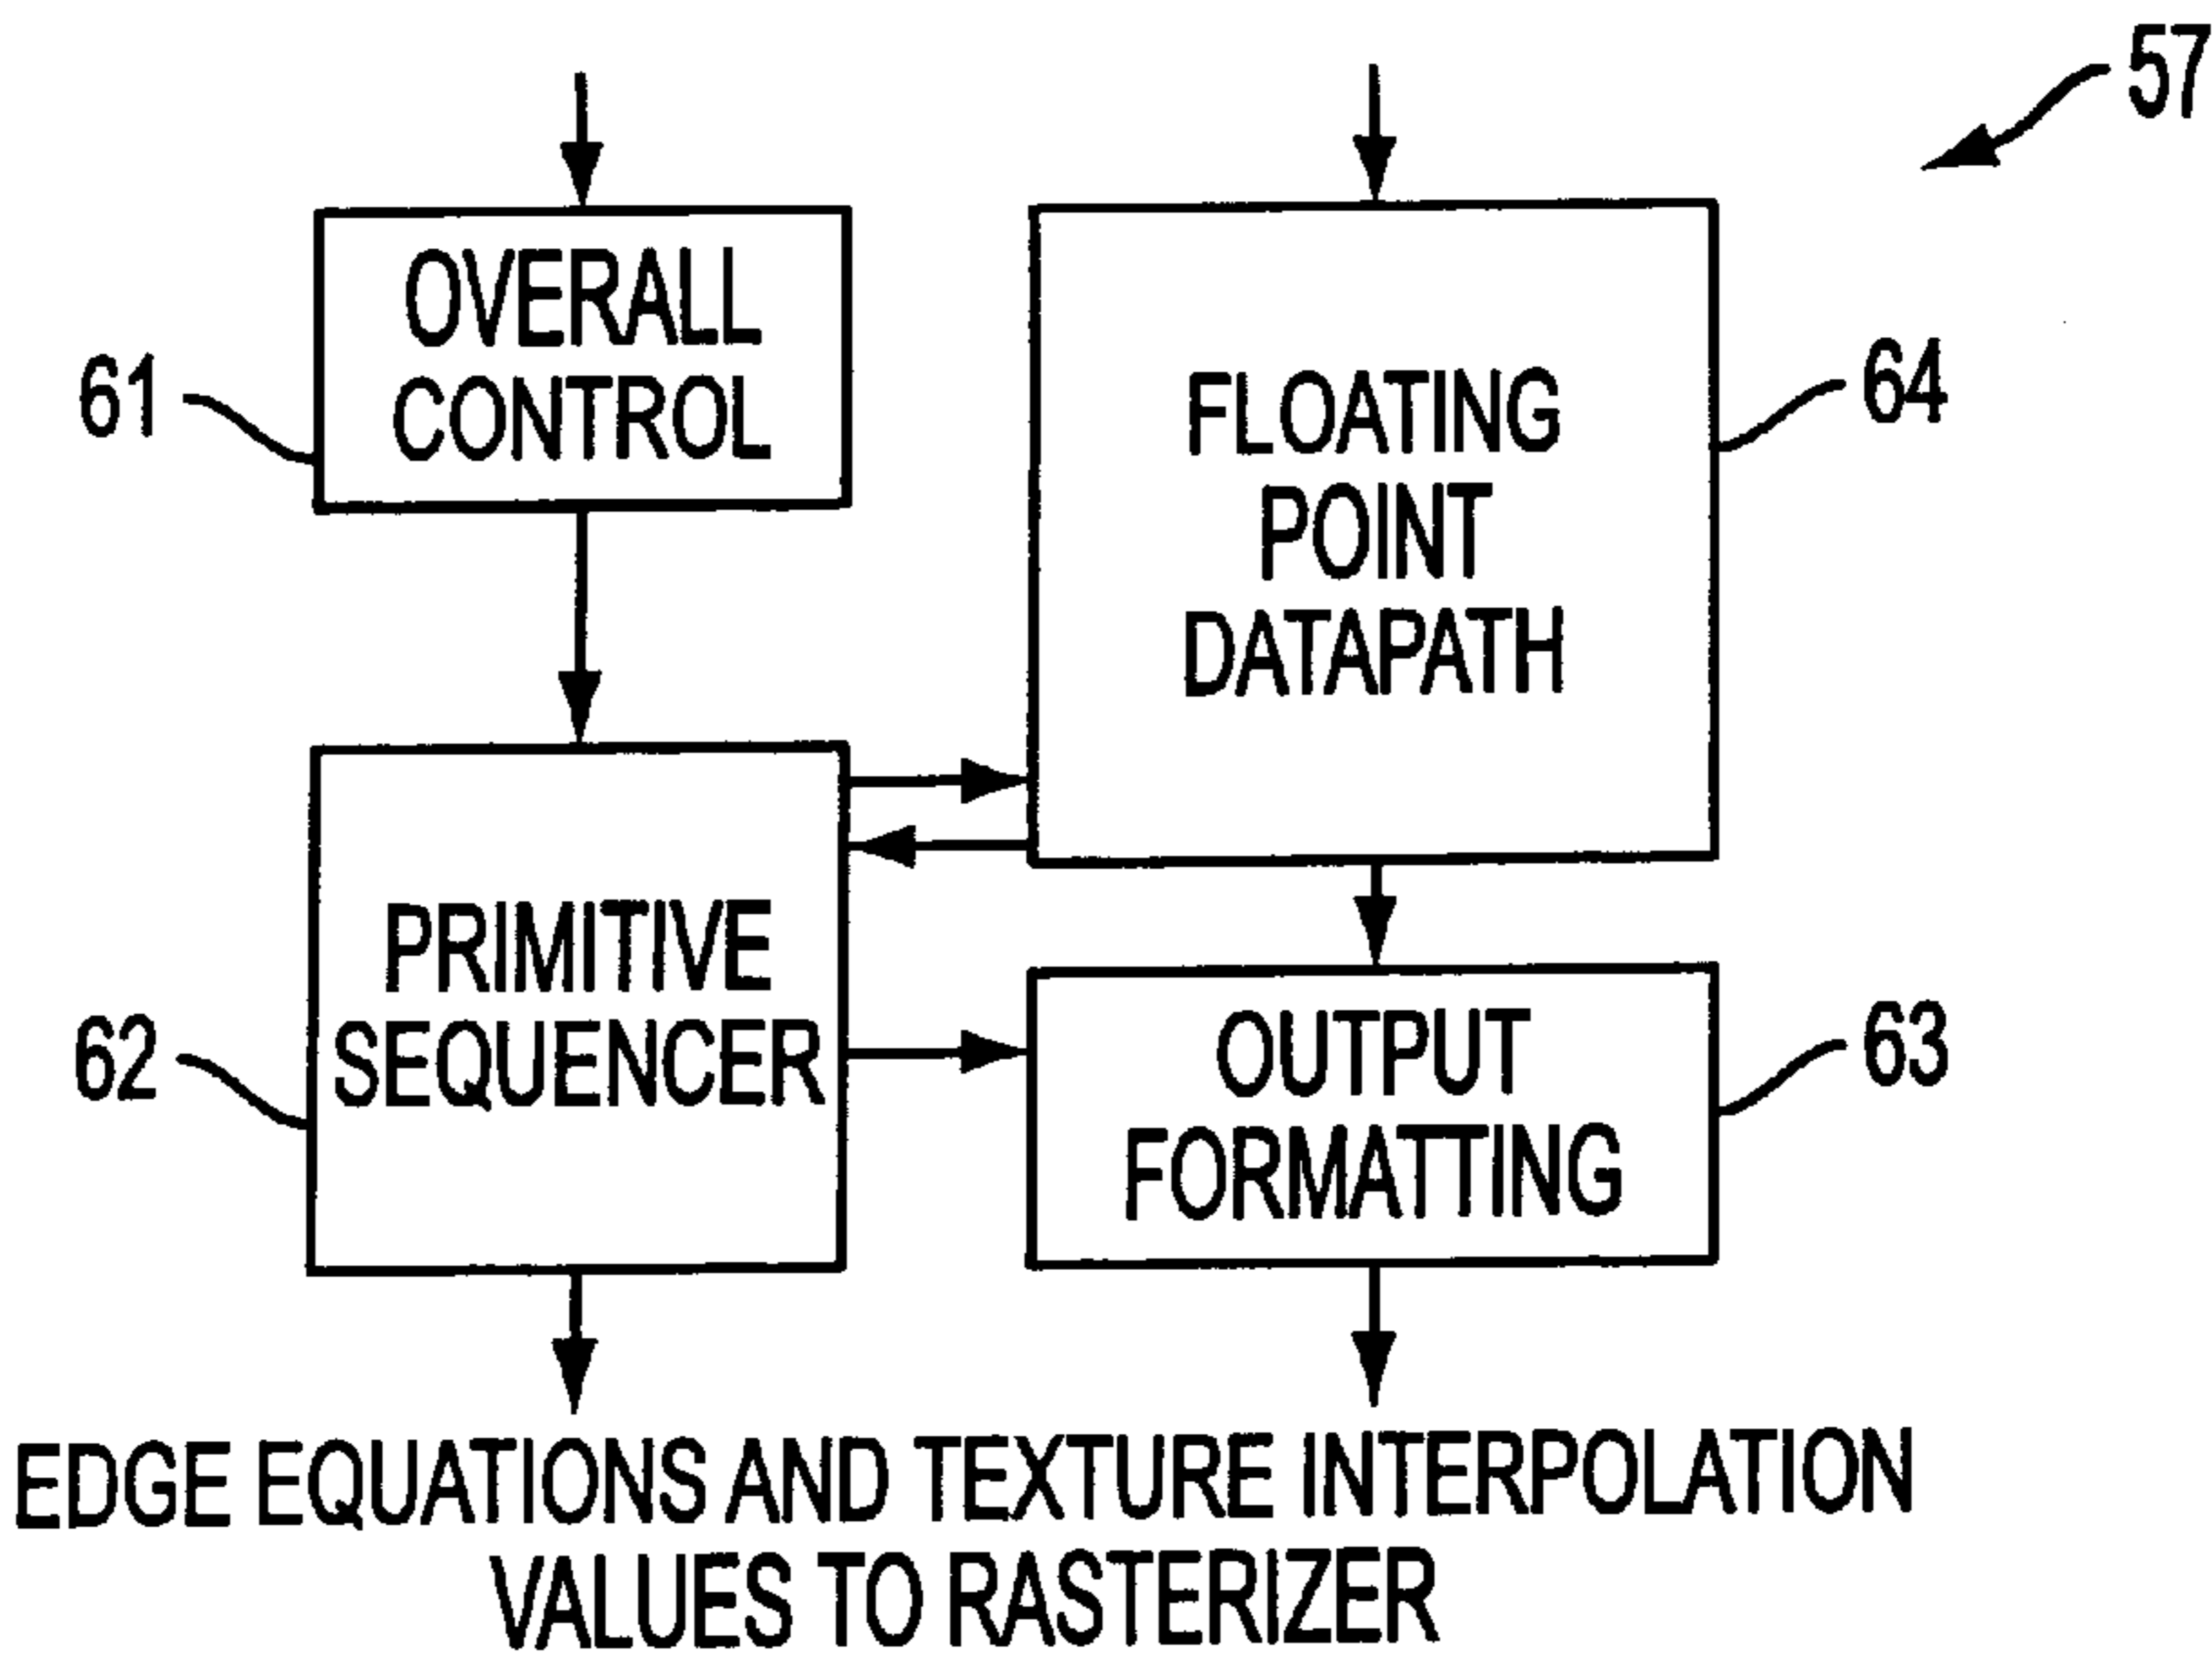 57
OVERALL
CONTROL
61
FLOATING
POINT
DATAPATH
64
PRIMITIVE
SEQUENCER
62
OUTPUT
FORMATTING
63
EDGE EQUATIONS AND TEXTURE INTERPOLATION
VALUES TO RASTERIZER